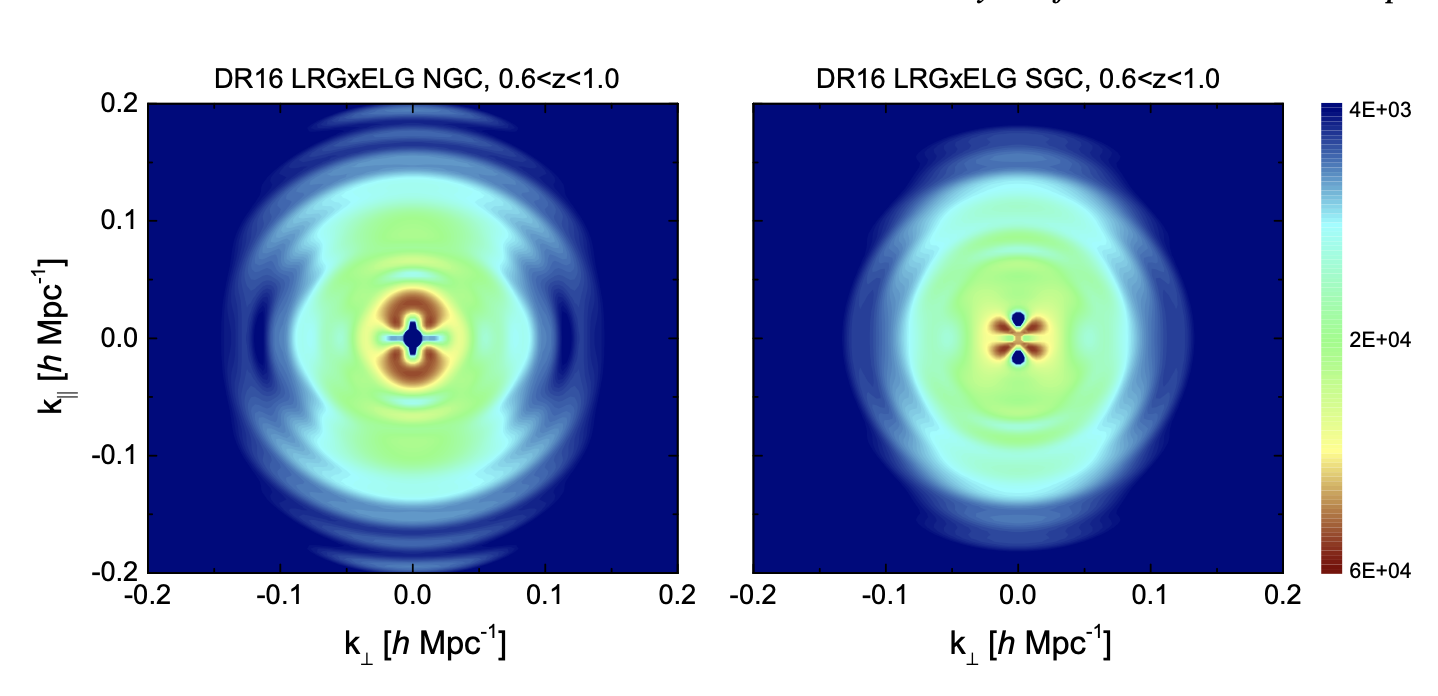 DR16 LRGxELG NGC, 0.6<z<1.0
DR16 LRGxELG SGC, 0.6<z<1.0
0.2
0.1
0.0
-0.1
-0.2
k∥ [h Mpc⁻¹]
-0.2 -0.1 0.0 0.1 0.2
k⊥ [h Mpc⁻¹]
-0.2 -0.1 0.0 0.1 0.2
k⊥ [h Mpc⁻¹]
4E+03
2E+04
6E+04